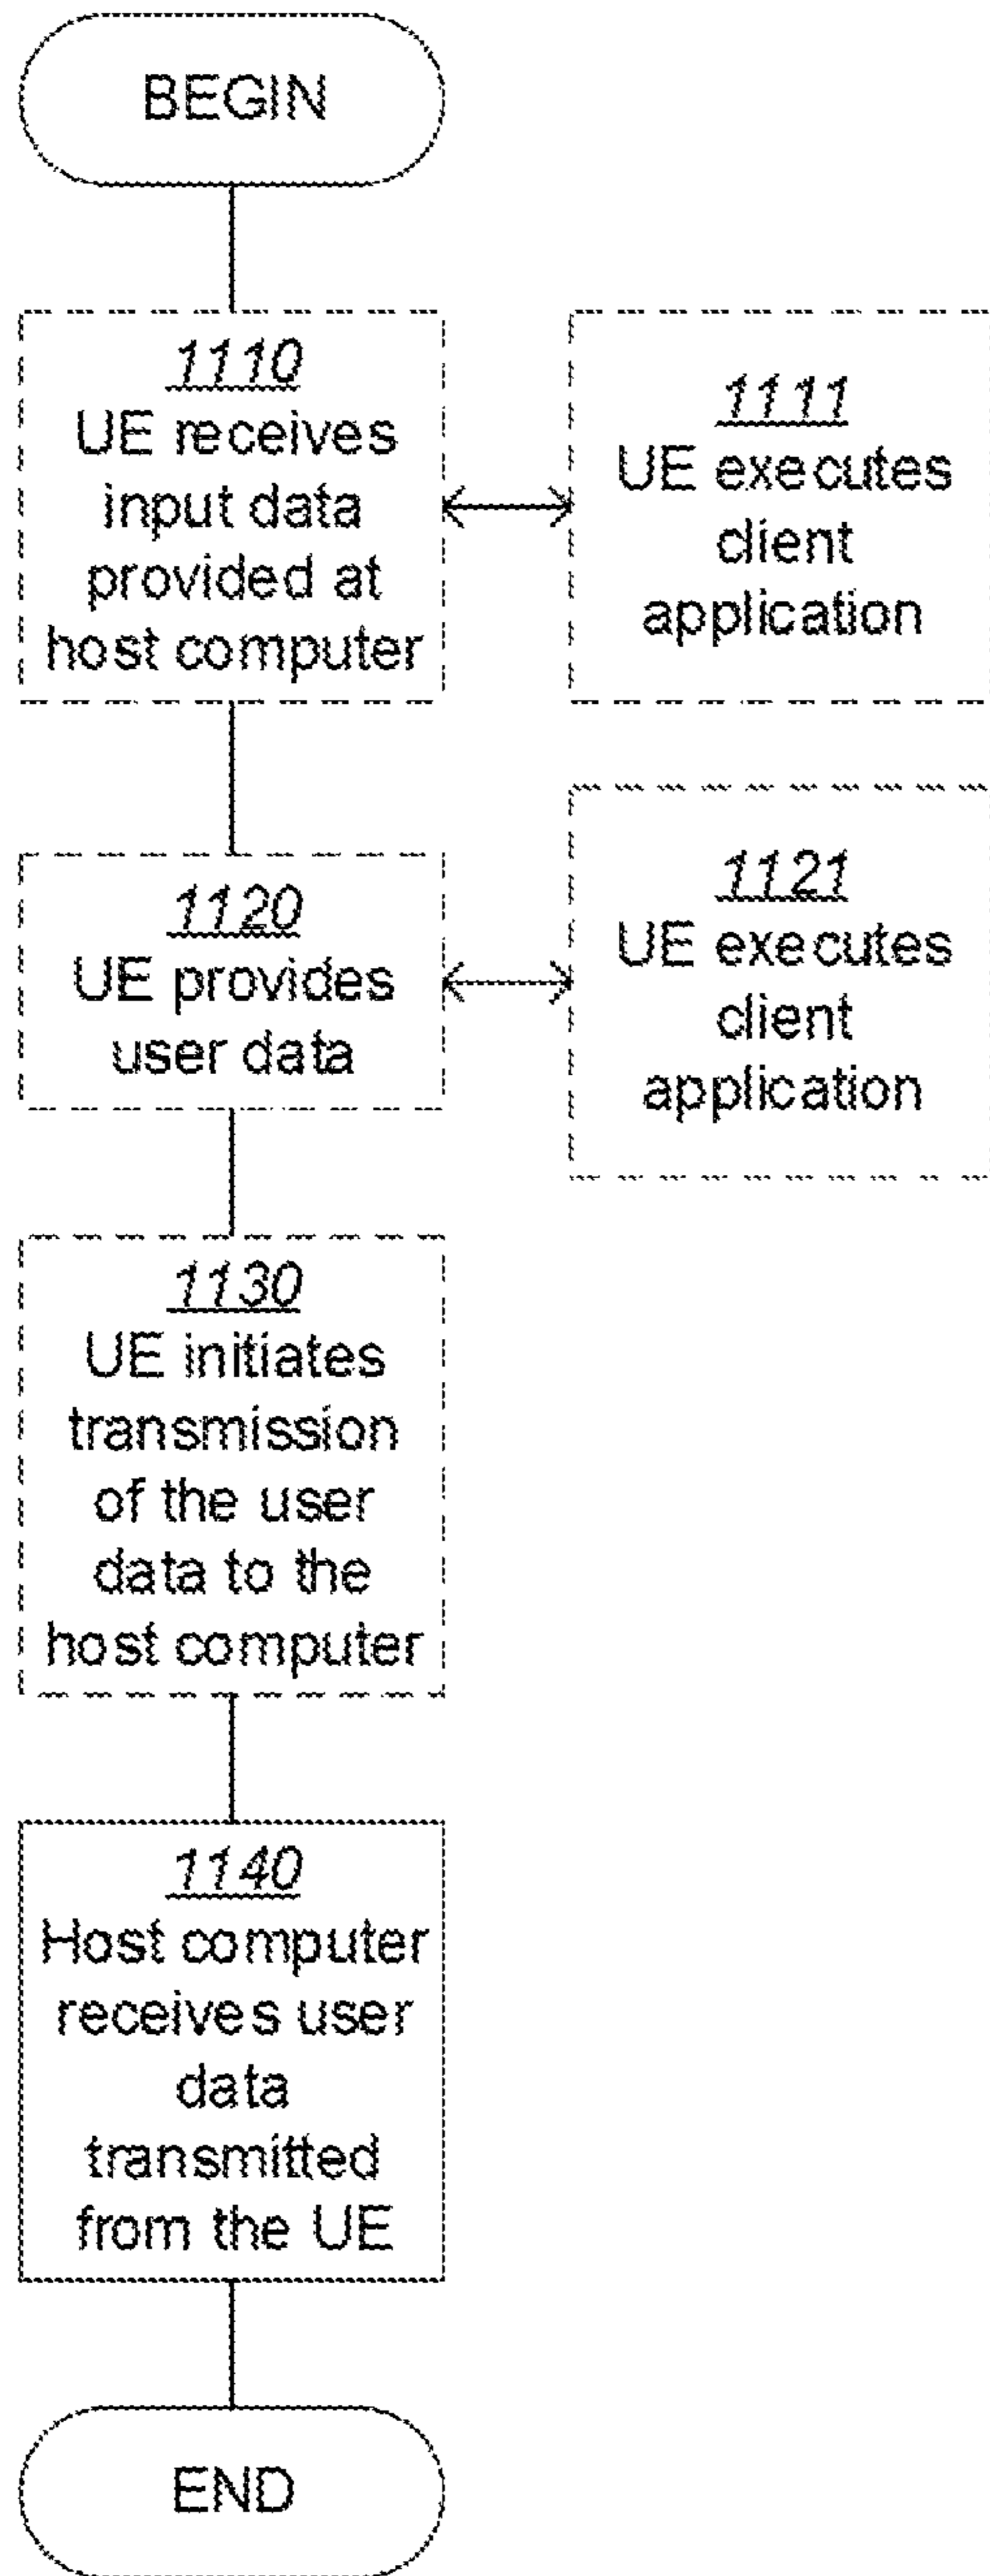 BEGIN
1110
UE receives
input data
provided at
host computer
1111
UE executes
client
application
1120
UE provides
user data
1121
UE executes
client
application
1130
UE initiates
transmission
of the user
data to the
host computer
1140
Host computer
receives user
data
transmitted
from the UE
END